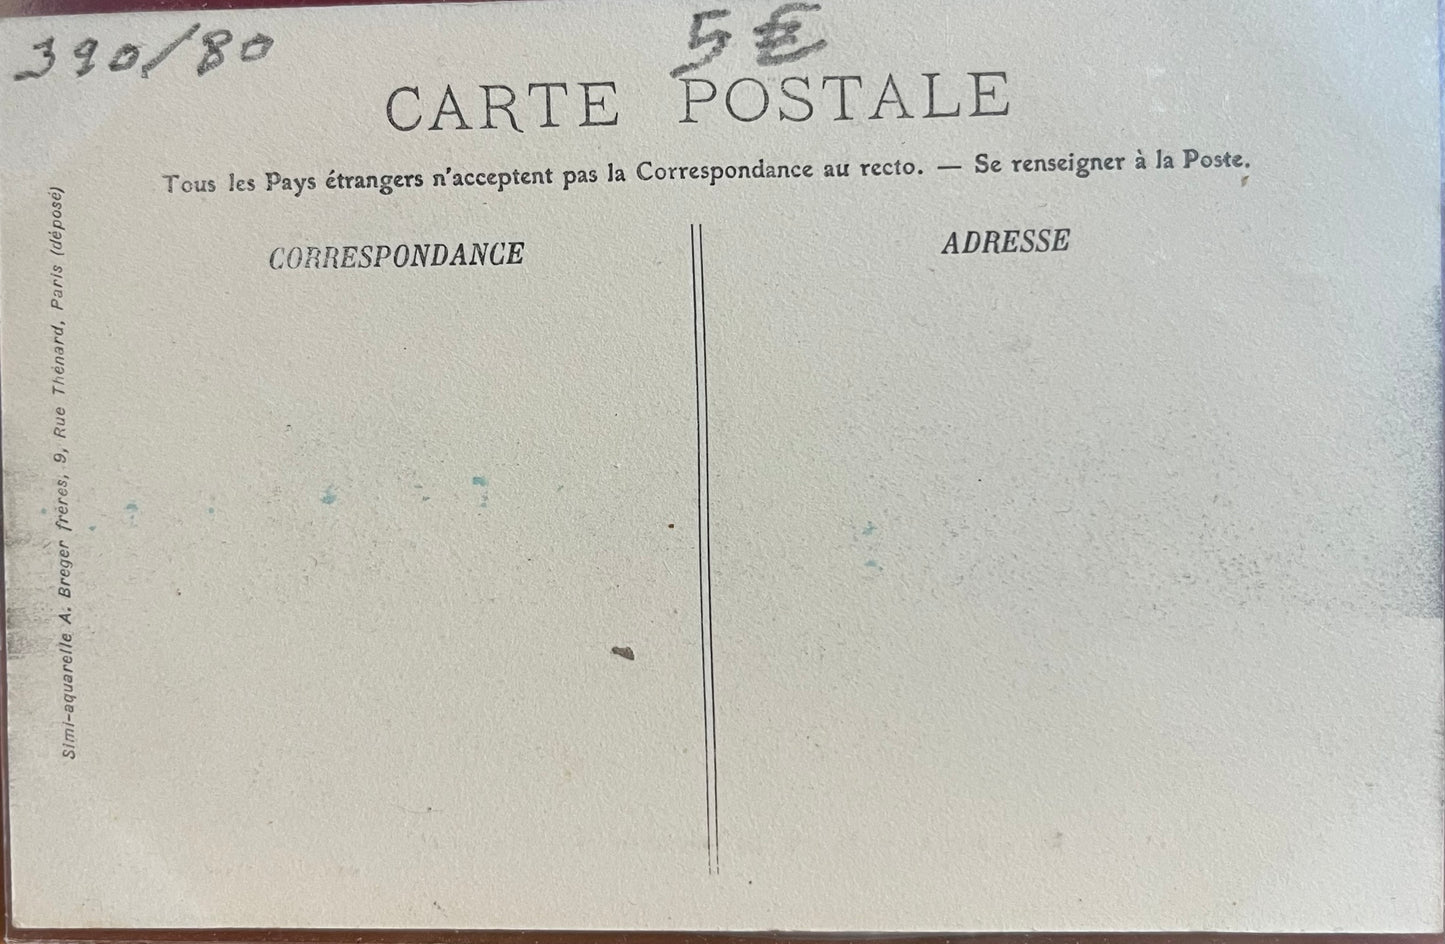 390/80
5€
CARTE POSTALE
Tous les Pays étrangers n'acceptent pas la Correspondance au recto. — Se renseigner à la Poste.
CORRESPONDANCE
ADRESSE
Simi-aquarelle A. Breger frères, 9, Rue Thénard, Paris (déposé)